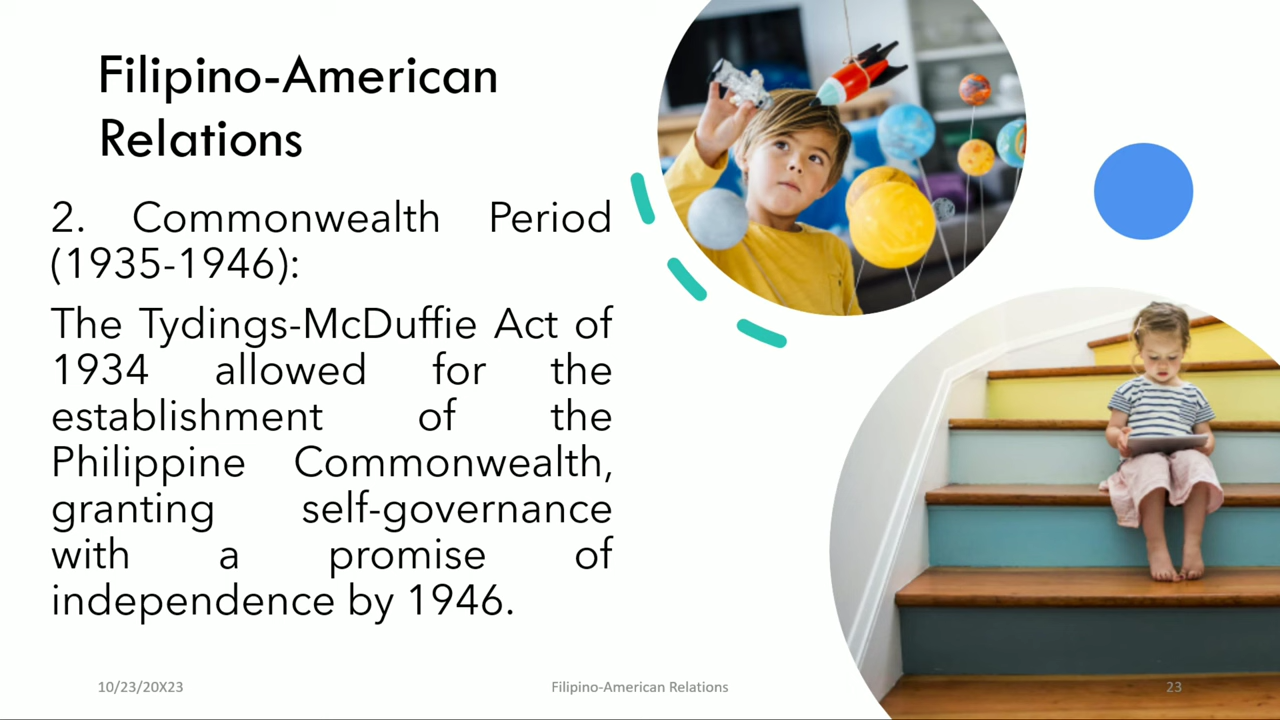 Filipino-American
Relations
2. Commonwealth Period
(1935-1946):
The Tydings-McDuffie Act of
1934 allowed for the
establishment of the
Philippine Commonwealth,
granting self-governance
with a promise of
independence by 1946.
10/23/20X23
Filipino-American Relations
23